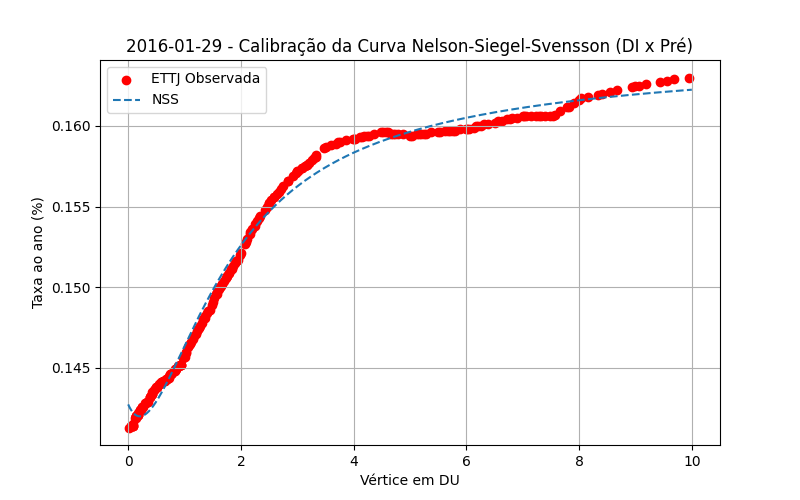 2016-01-29 - Calibração da Curva Nelson-Siegel-Svensson (DI x Pré)
ETTJ Observada
NSS
Taxa ao ano (%)
0.160
0.155
0.150
0.145
0 2 4 6 8 10
Vértice em DU